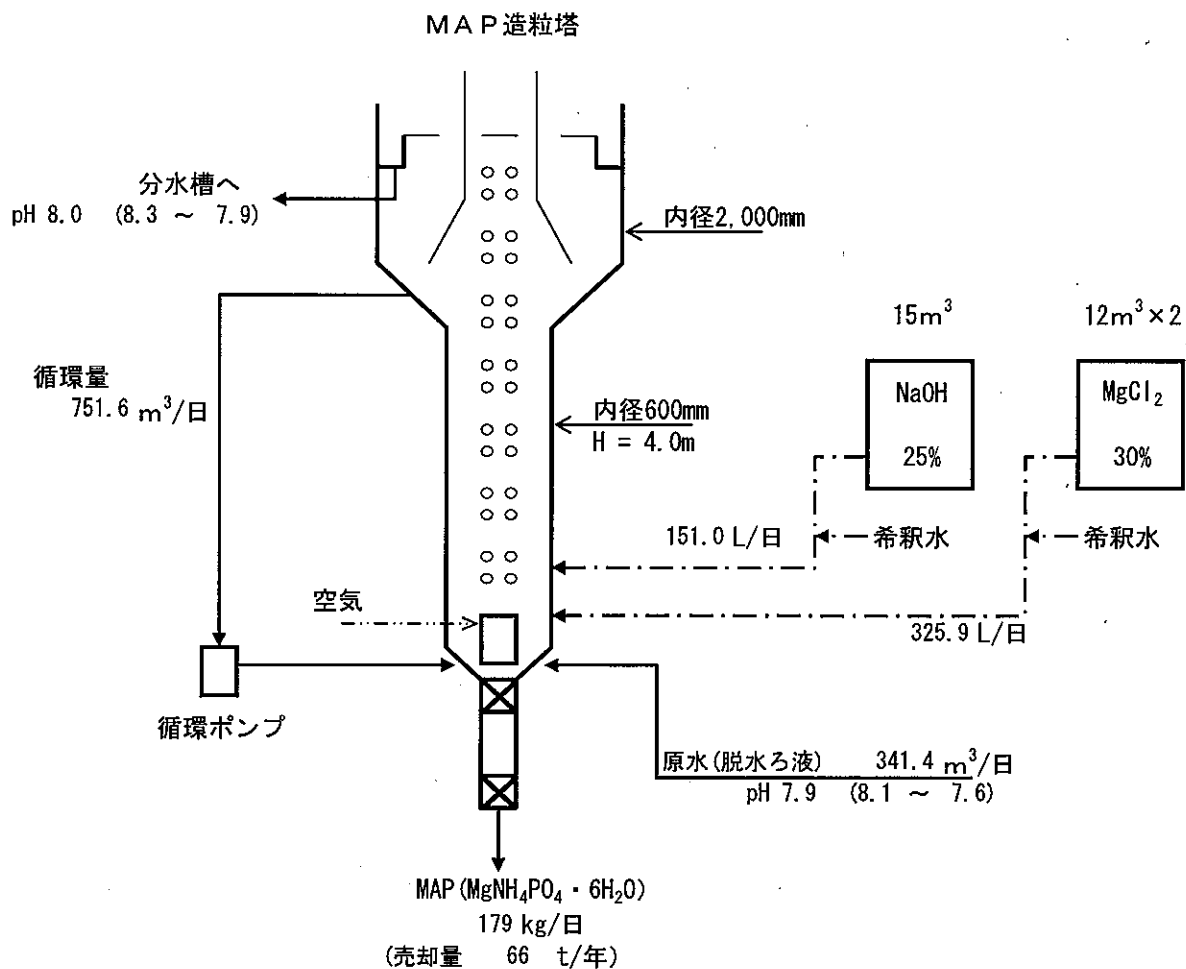 MAP造粒塔
分水槽へ
pH 8.0 (8.3 ～ 7.9)
内径2,000mm
15m³
12m³×2
循環量
751.6 m³/日
NaOH
25%
MgCl₂
30%
内径600mm
H = 4.0m
151.0 L/日
希釈水
希釈水
空気
325.9 L/日
循環ポンプ
原水(脱水ろ液) 341.4 m³/日
pH 7.9 (8.1 ～ 7.6)
MAP(MgNH₄PO₄・6H₂O)
179 kg/日
(売却量 66 t/年)